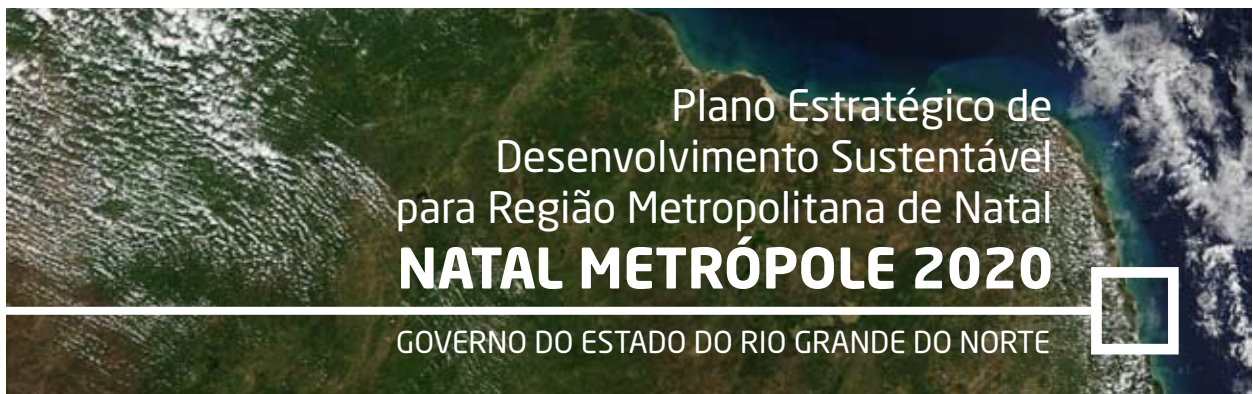 Plano Estratégico de
Desenvolvimento Sustentável
para Região Metropolitana de Natal
NATAL METRÓPOLE 2020
GOVERNO DO ESTADO DO RIO GRANDE DO NORTE